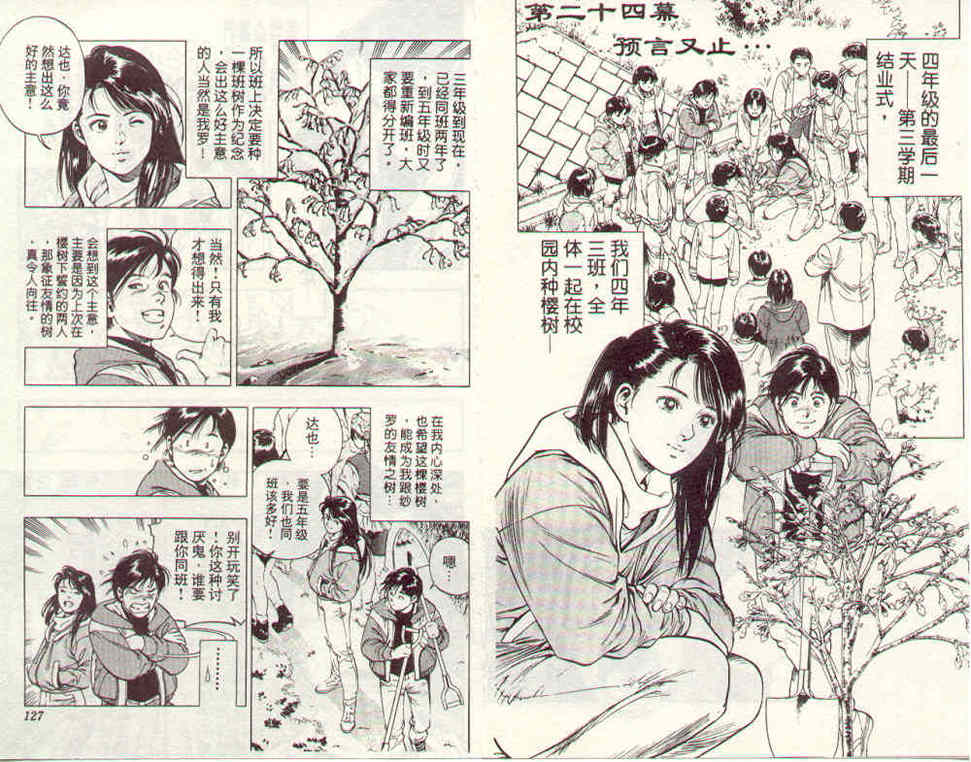 第二十四幕
预言又止…
四年级的最后一
天——第三学期
结业式，
我们四年
三班，全
体一起在校
园内种樱树
—
三年级到现在，
已经同班两年了
，到五年级时又
要重新编班，大
家都得分开了。
所以班上决定要种
一棵班树作为纪念
，会出这么好主意
的人当然是我罗！
达也，你竟
然想出这么
好的主意！
当然！只有我
才想得出来！
会想到这个主意，
主要是因为上次在
樱树下誓约的两人
，那象征友情的树
，真令人向往。
在我内心深处，
也希望这棵樱树
，能成为我跟纱
罗的友情之树…
达也…
嗯…
要是五年级
，我们也同
班该多好！
别开玩笑了
！你这种讨
厌鬼，谁要
跟你同班！
………
127